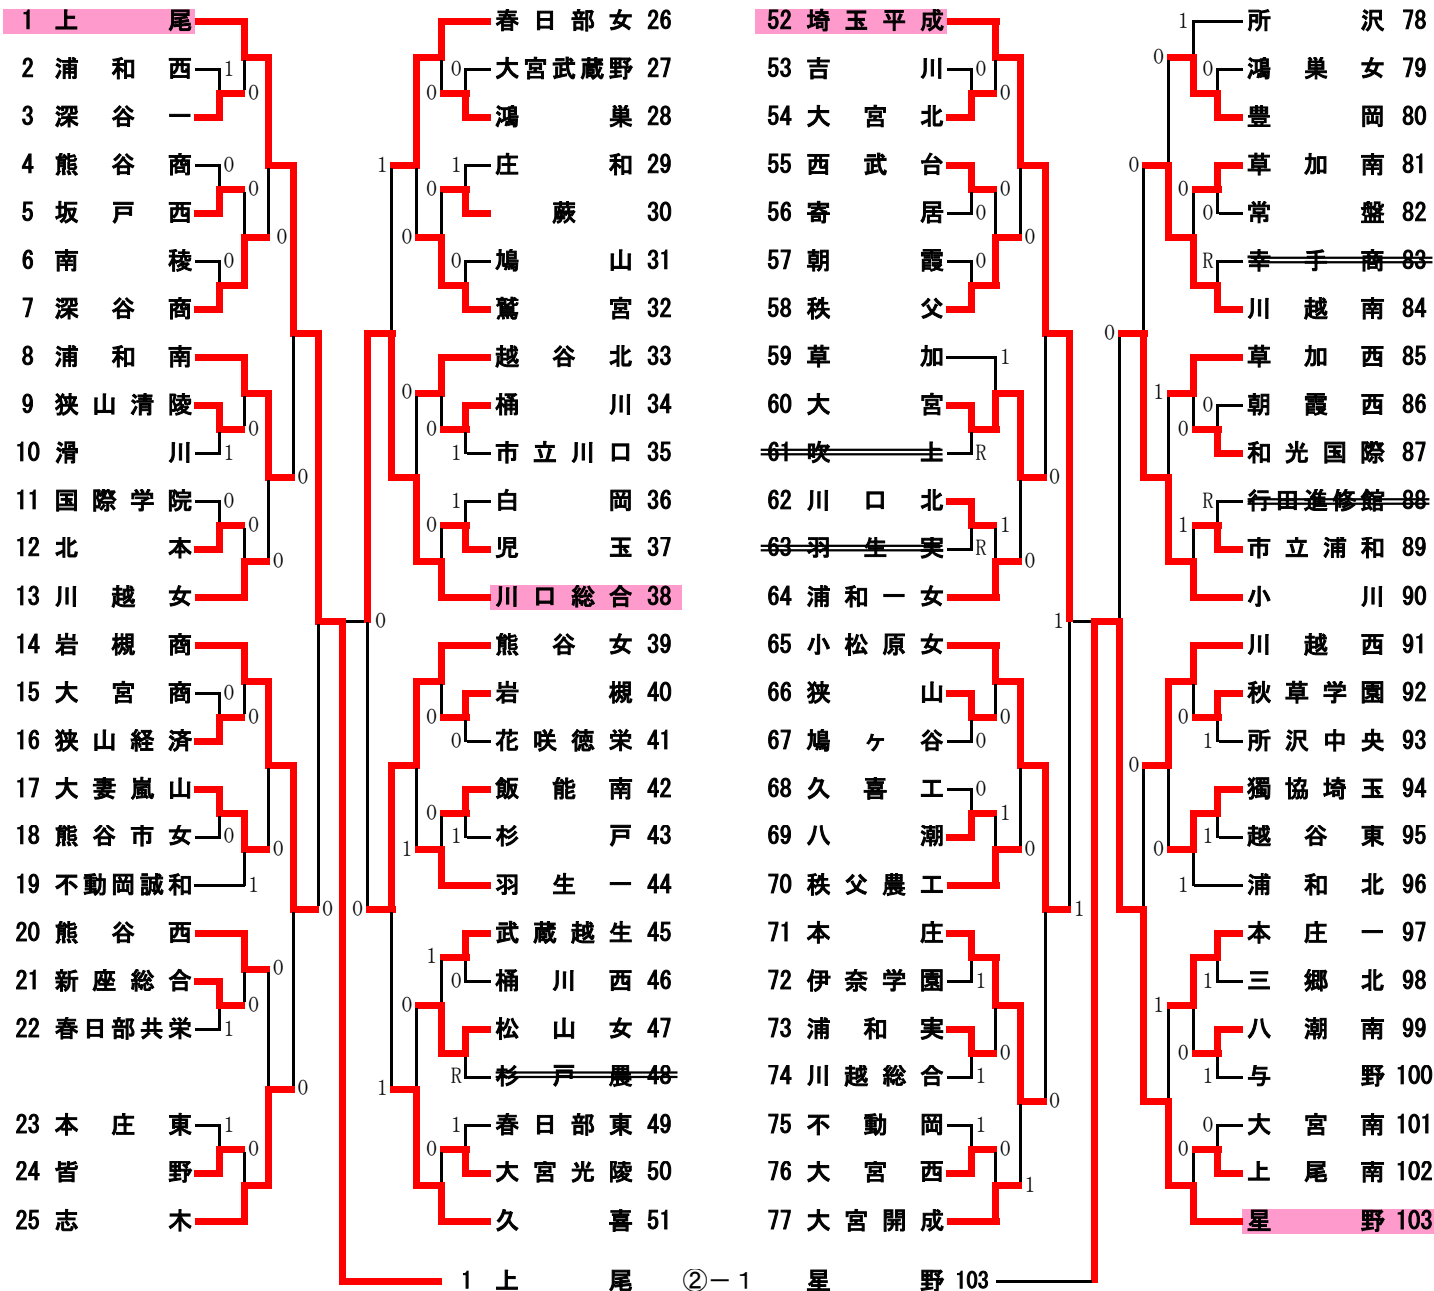 1 上尾
2 浦和西
3 深谷一
4 熊谷商
5 坂戸西
6 南稜
7 深谷商
8 浦和南
9 狭山清陵
10 滑川
11 国際学院
12 北本
13 川越女
14 岩槻商
15 大宮商
16 狭山経済
17 大妻嵐山
18 熊谷市女
19 不動岡誠和
20 熊谷西
21 新座総合
22 春日部共栄
23 本庄東
24 皆野
25 志木
春日部女 26
大宮武蔵野 27
鴻巣 28
庄和 29
蕨 30
鳩山 31
鷲宮 32
越谷北 33
桶川 34
市立川口 35
白岡 36
児玉 37
川口総合 38
熊谷女 39
岩槻 40
花咲徳栄 41
飯能南 42
杉戸 43
羽生一 44
武蔵越生 45
桶川西 46
松山女 47
杉戸農 48
春日部東 49
大宮光陵 50
久喜 51
52 埼玉平成
53 吉川
54 大宮北
55 西武台
56 寄居
57 朝霞
58 秩父
59 草加
60 大宮
61 吹上
62 川口北
63 羽生実
64 浦和一女
65 小松原女
66 狭山
67 鳩ヶ谷
68 久喜工
69 八潮
70 秩父農工
71 本庄
72 伊奈学園
73 浦和実
74 川越総合
75 不動岡
76 大宮西
77 大宮開成
所沢 78
鴻巣女 79
豊岡 80
草加南 81
常盤 82
幸手商 83
川越南 84
草加西 85
朝霞西 86
和光国際 87
行田進修館 88
市立浦和 89
小川 90
川越西 91
秋草学園 92
所沢中央 93
獨協埼玉 94
越谷東 95
浦和北 96
本庄一 97
三郷北 98
八潮南 99
与野 100
大宮南 101
上尾南 102
星野 103
1 上尾 ②－1 星野 103